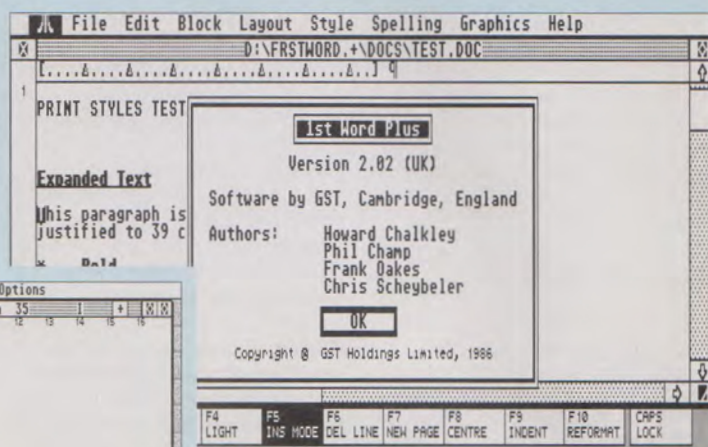 File Edit Block Layout Style Spelling Graphics Help
D:\FRSTWORD.+\DOCS\TEST.DOC
[....▵....▵....▵....▵....▵....▵....▵..] ¶
1
PRINT STYLES TEST
1st Word Plus
Version 2.02 (UK)
Expanded Text
Software by GST, Cambridge, England
This paragraph is
justified to 39 c
Authors: Howard Chalkley
Phil Champ
Frank Oakes
Chris Scheybeler
* Bold
OK
Copyright @ GST Holdings Limited, 1986
Options
35 I + X X
12 13 14 15 16
F4 LIGHT F5 INS MODE F6 DEL LINE F7 NEW PAGE F8 CENTRE F9 INDENT F10 REFORMAT CAPS LOCK